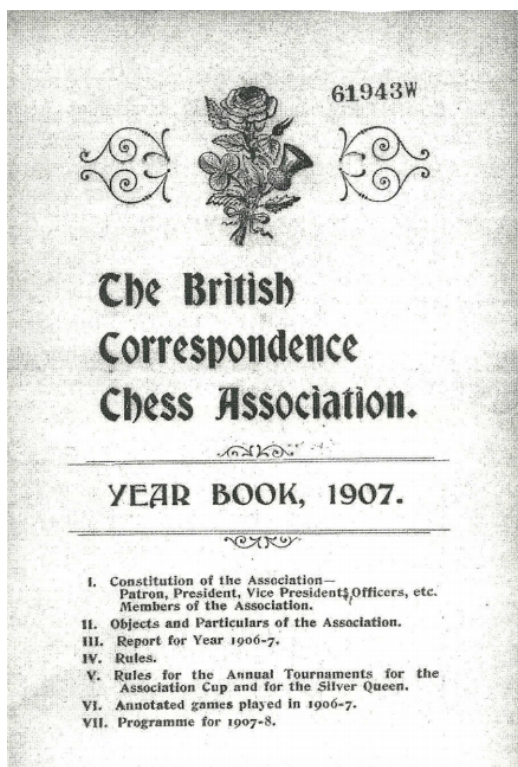 61943W
The British
Correspondence
Chess Association.
YEAR BOOK, 1907.
I. Constitution of the Association—
Patron, President, Vice Presidents, Officers, etc.
Members of the Association.
II. Objects and Particulars of the Association.
III. Report for Year 1906-7.
IV. Rules.
V. Rules for the Annual Tournaments for the
Association Cup and for the Silver Queen.
VI. Annotated games played in 1906-7.
VII. Programme for 1907-8.